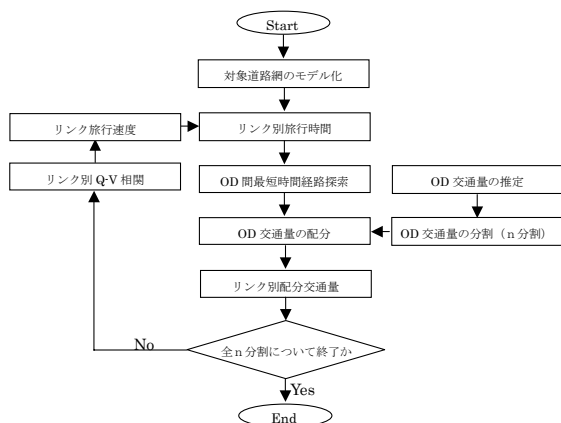 Start
対象道路網のモデル化
リンク旅行速度
リンク別旅行時間
リンク別 Q-V 相関
OD 間最短時間経路探索
OD 交通量の推定
OD 交通量の配分
OD 交通量の分割（n 分割）
リンク別配分交通量
No
全 n 分割について終了か
Yes
End